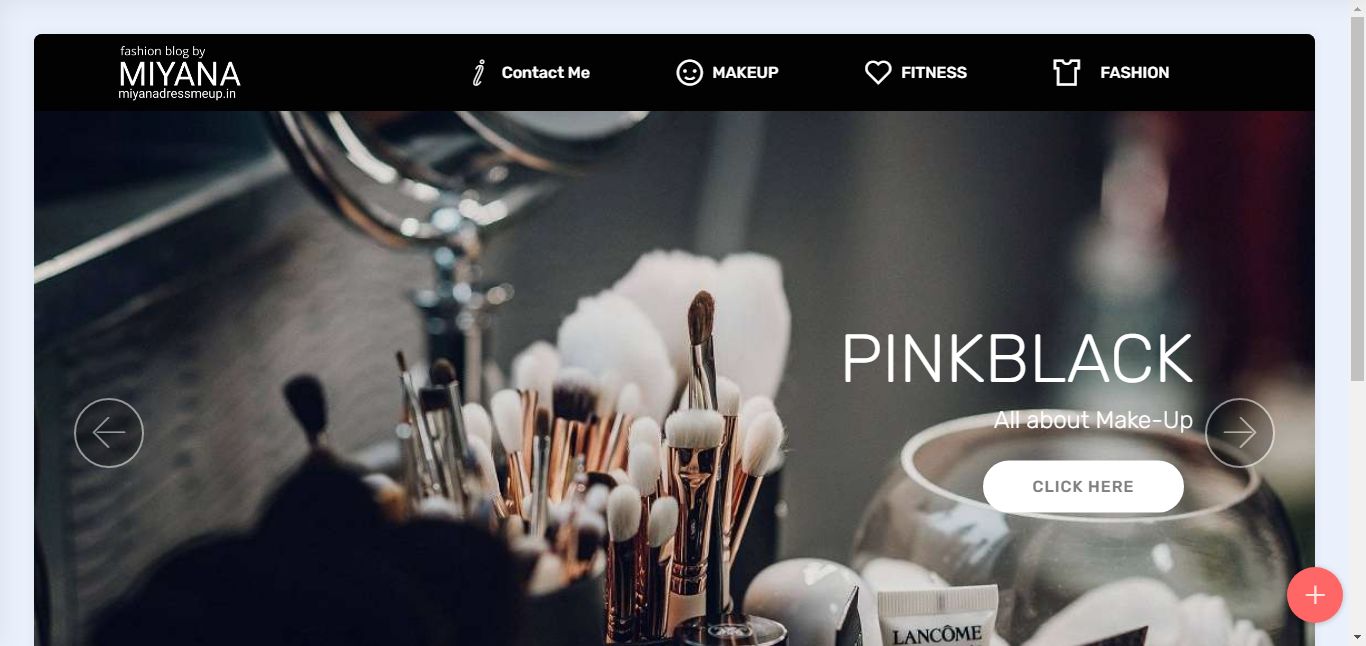 fashion blog by
MIYANA
miyanadressmeup.in
Contact Me
MAKEUP
FITNESS
FASHION
PINKBLACK
All about Make-Up
CLICK HERE
LANCÔME